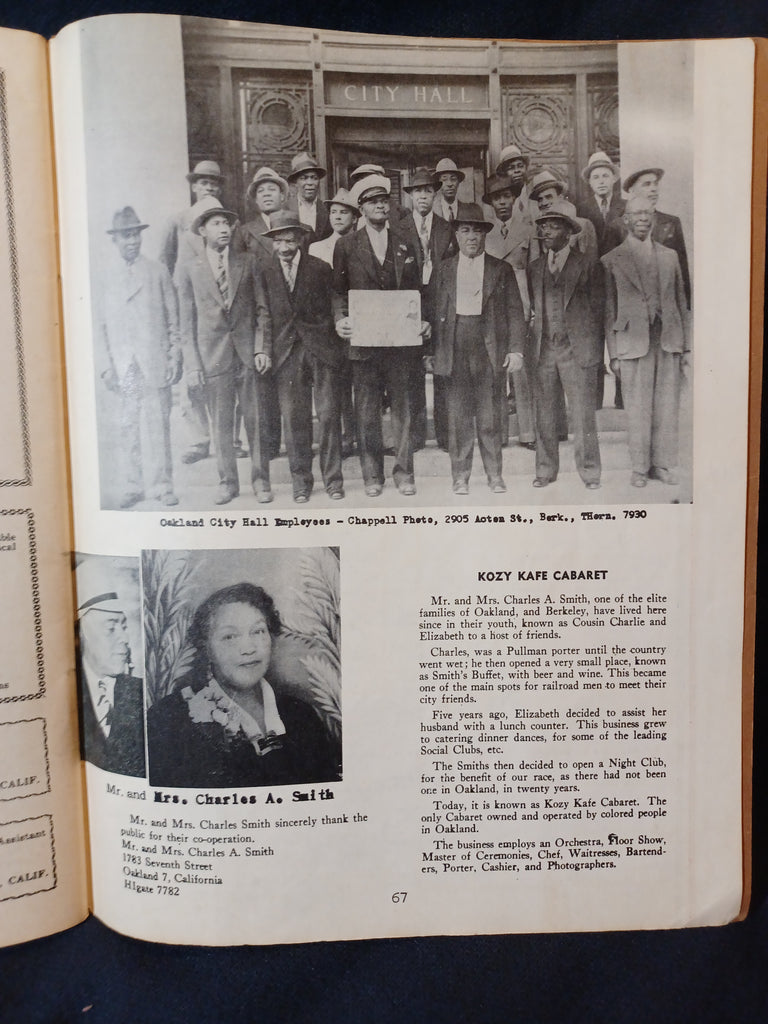 CITY HALL
Oakland City Hall Employees - Chappell Photo, 2905 Acton St., Berk., THorn. 7930
Mr. and Mrs. Charles A. Smith
Mr. and Mrs. Charles Smith sincerely thank the
public for their co-operation.
Mr. and Mrs. Charles A. Smith
1783 Seventh Street
Oakland 7, California
HIgate 7782
KOZY KAFE CABARET
Mr. and Mrs. Charles A. Smith, one of the elite
families of Oakland, and Berkeley, have lived here
since in their youth, known as Cousin Charlie and
Elizabeth to a host of friends.
Charles, was a Pullman porter until the country
went wet; he then opened a very small place, known
as Smith's Buffet, with beer and wine. This became
one of the main spots for railroad men to meet their
city friends.
Five years ago, Elizabeth decided to assist her
husband with a lunch counter. This business grew
to catering dinner dances, for some of the leading
Social Clubs, etc.
The Smiths then decided to open a Night Club,
for the benefit of our race, as there had not been
one in Oakland, in twenty years.
Today, it is known as Kozy Kafe Cabaret. The
only Cabaret owned and operated by colored people
in Oakland.
The business employs an Orchestra, Floor Show,
Master of Ceremonies, Chef, Waitresses, Bartend-
ers, Porter, Cashier, and Photographers.
67
CALIF.
Assistant
CALIF.